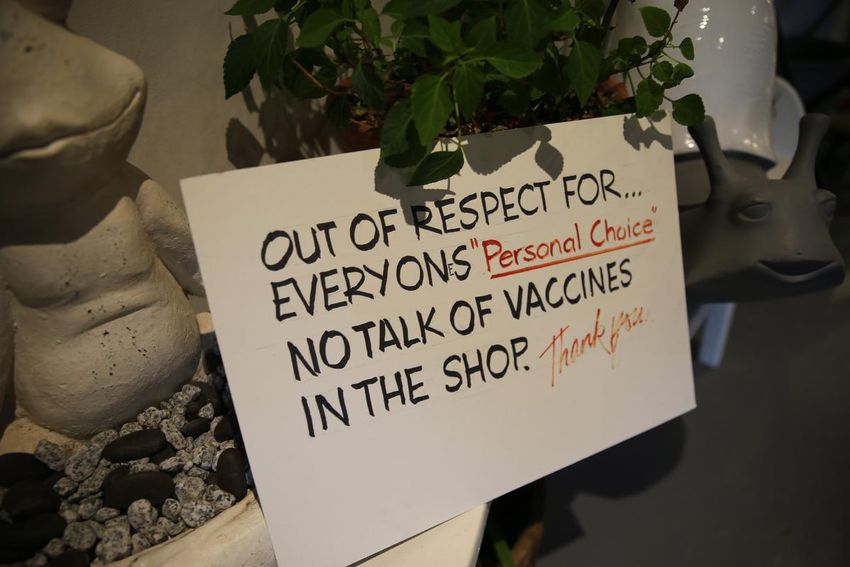 OUT OF RESPECT FOR...
EVERYONES "Personal Choice"
NO TALK OF VACCINES
IN THE SHOP. Thank you.